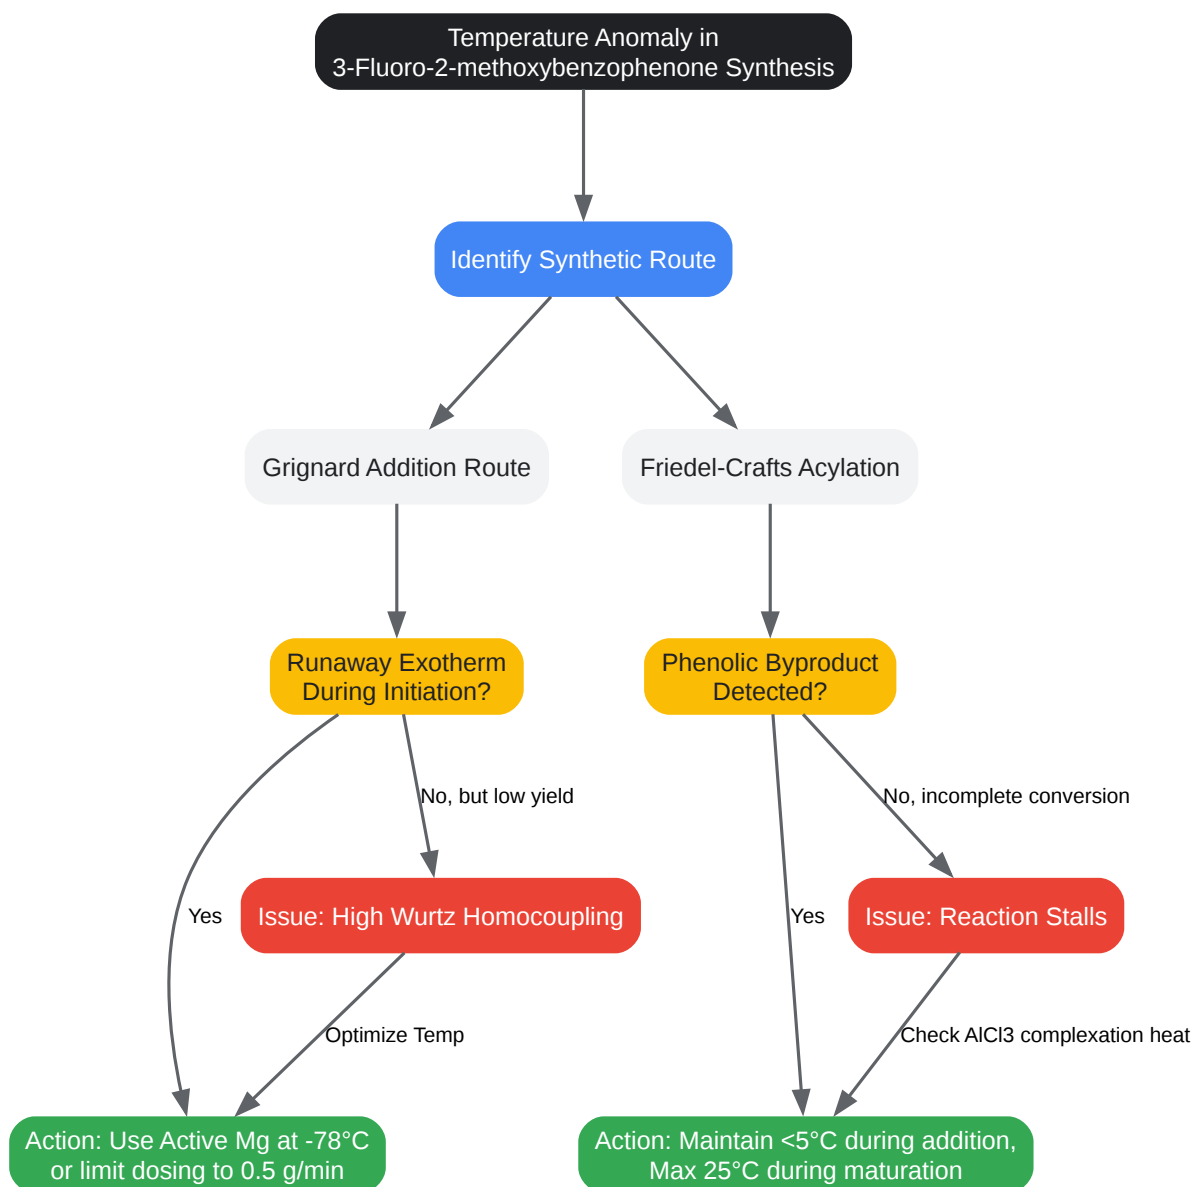 Temperature Anomaly in
3-Fluoro-2-methoxybenzophenone Synthesis
Identify Synthetic Route
Grignard Addition Route
Friedel-Crafts Acylation
Runaway Exotherm
During Initiation?
Phenolic Byproduct
Detected?
No, but low yield
No, incomplete conversion
Yes
Issue: High Wurtz Homocoupling
Yes
Issue: Reaction Stalls
Optimize Temp
Check AlCl3 complexation heat
Action: Use Active Mg at -78°C
or limit dosing to 0.5 g/min
Action: Maintain <5°C during addition,
Max 25°C during maturation